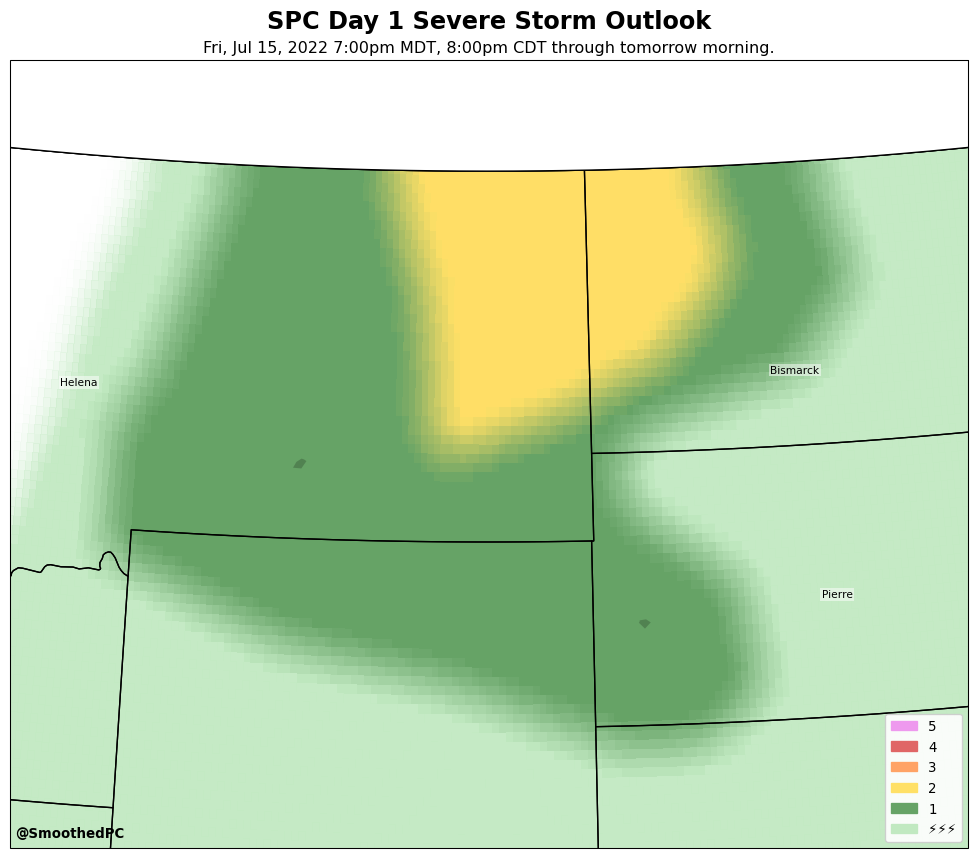 SPC Day 1 Severe Storm Outlook
Fri, Jul 15, 2022 7:00pm MDT, 8:00pm CDT through tomorrow morning.
Helena
Bismarck
Pierre
5
4
3
2
1
⚡⚡⚡
@SmoothedPC